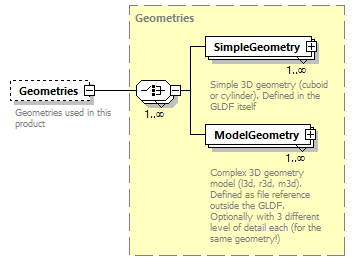 Geometries
SimpleGeometry
1..∞
Simple 3D geometry (cuboid
or cylinder). Defined in the
GLDF itself
Geometries
Geometries used in this
product
1..∞
ModelGeometry
1..∞
Complex 3D geometry
model (l3d, r3d, m3d).
Defined as file reference
outside the GLDF.
Optionally with 3 different
level of detail each (for the
same geometry!)